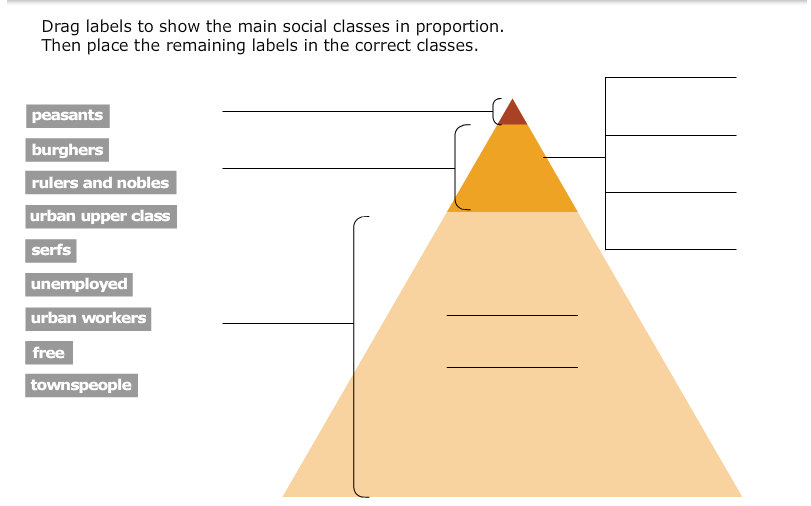 Drag labels to show the main social classes in proportion.
Then place the remaining labels in the correct classes.
peasants
burghers
rulers and nobles
urban upper class
serfs
unemployed
urban workers
free
townspeople